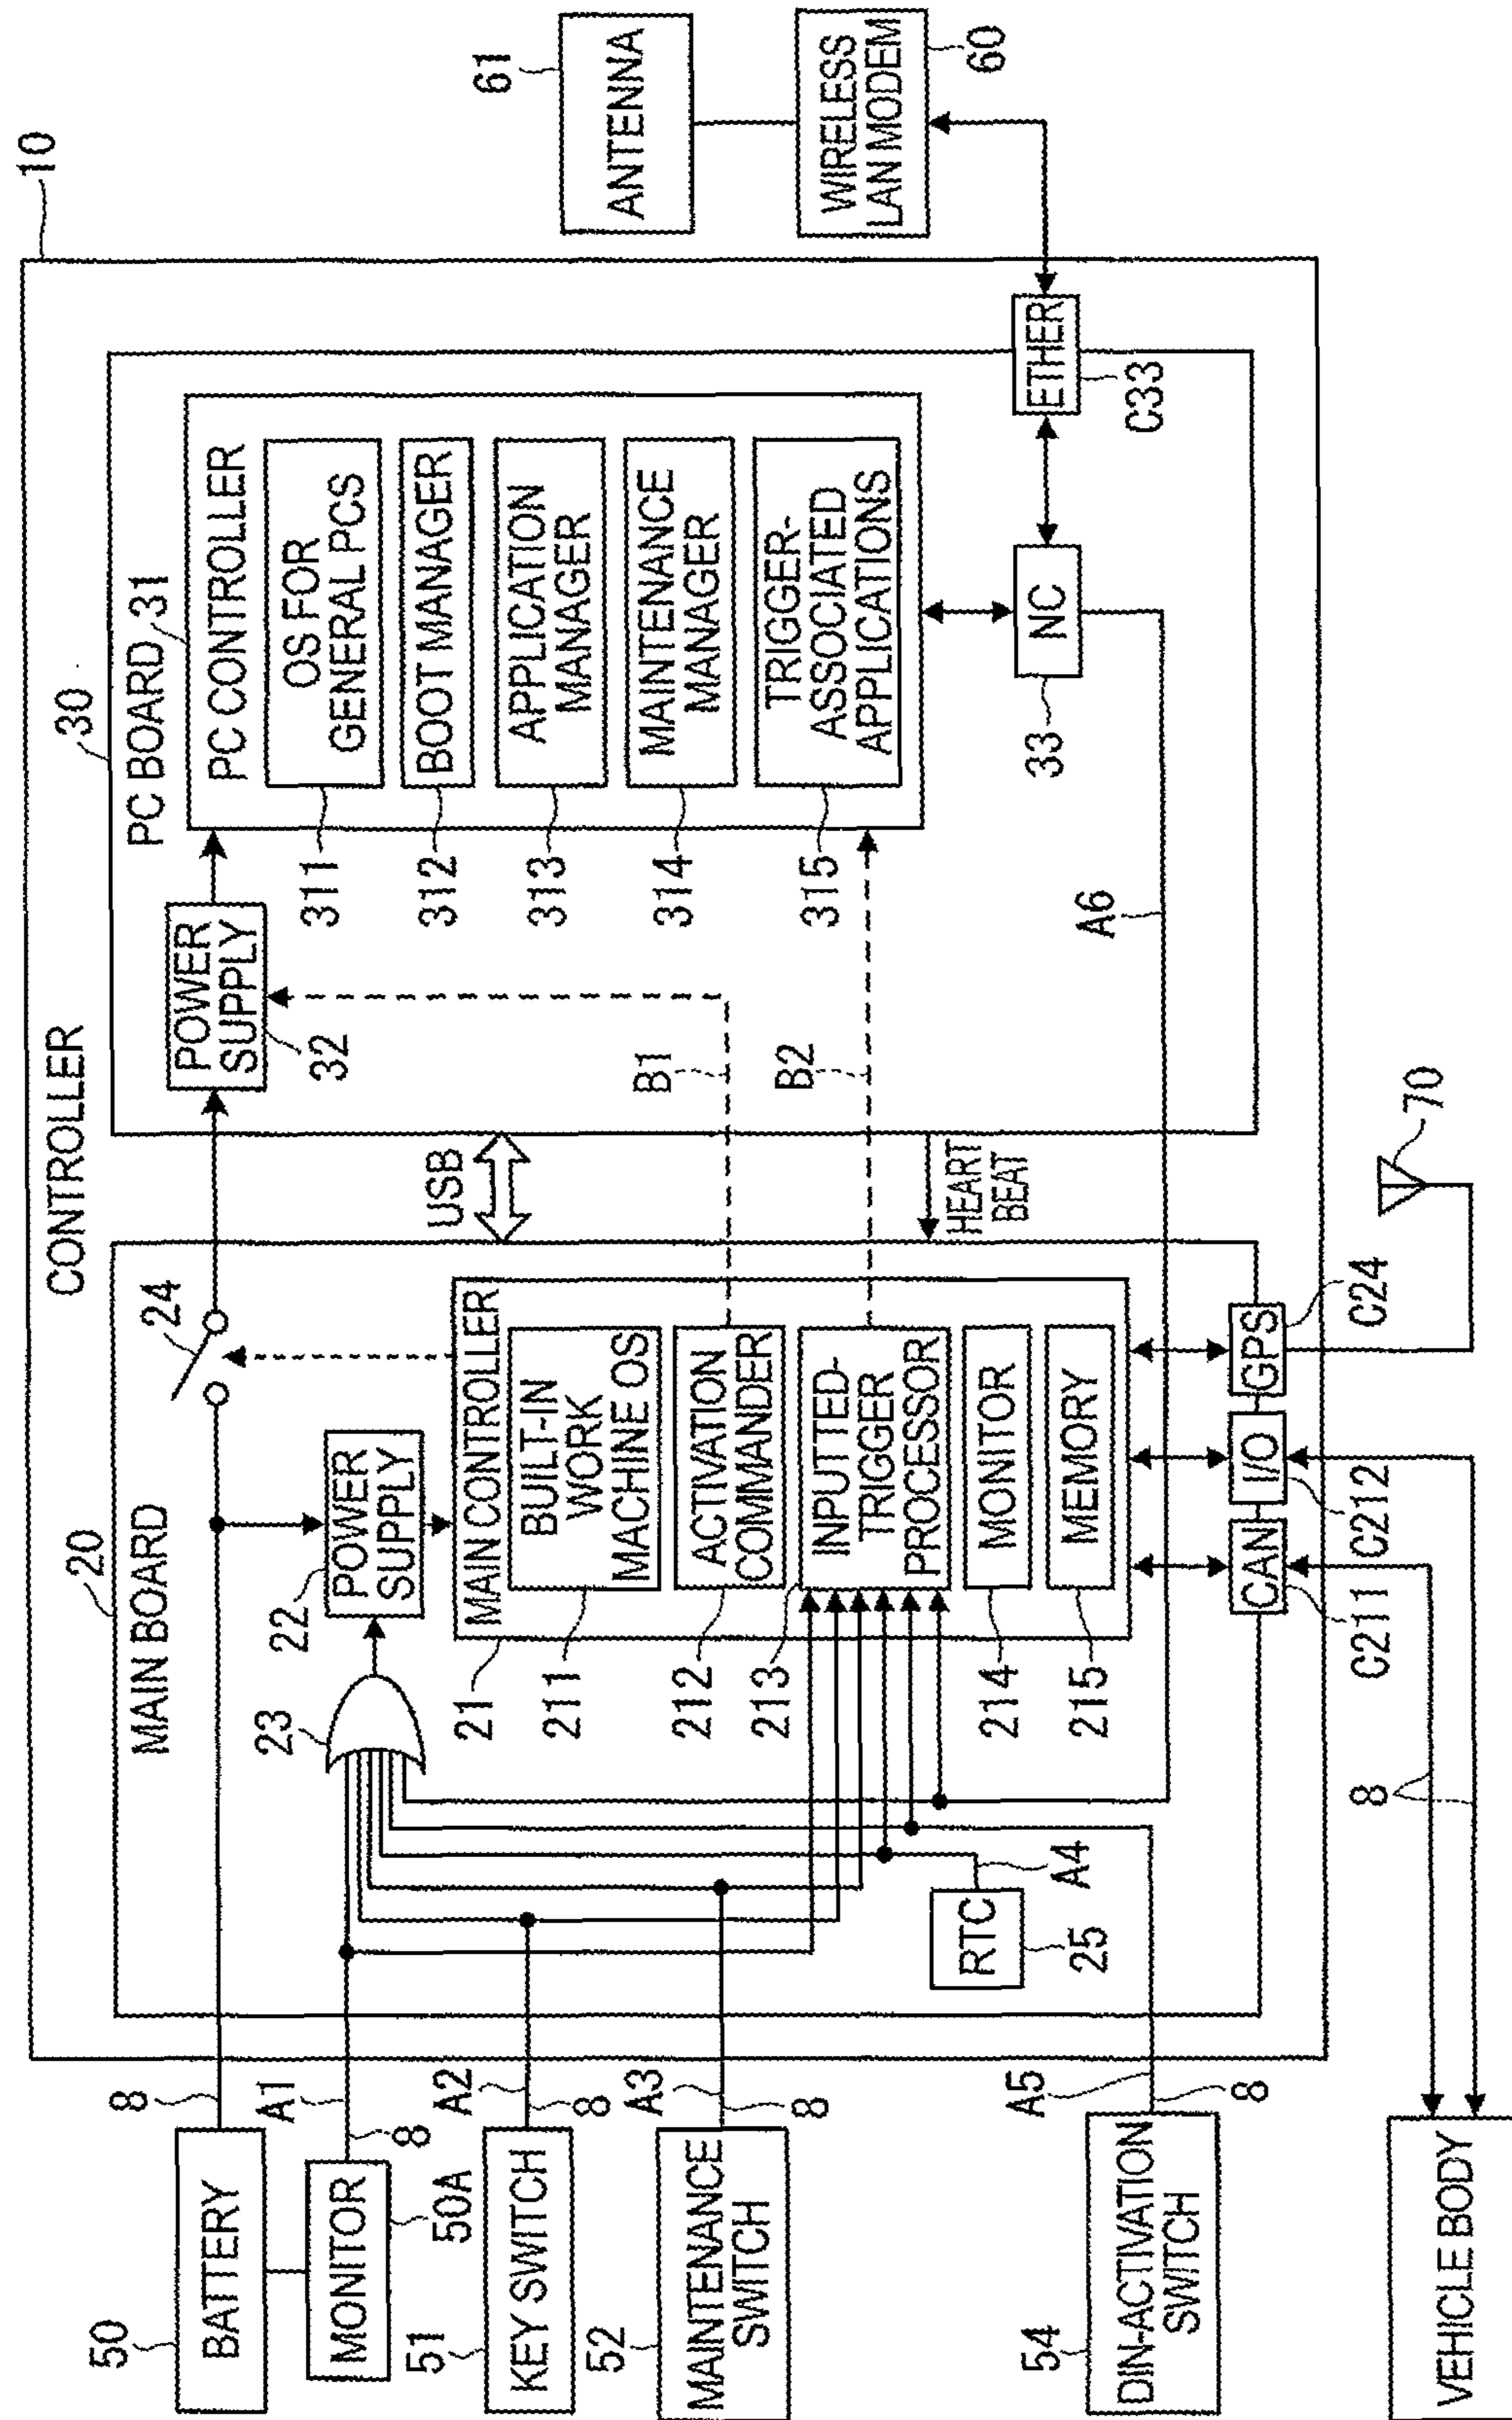 10
CONTROLLER
20
MAIN BOARD
30
PC BOARD
31
PC CONTROLLER
OS FOR
GENERAL PCS
311
BOOT MANAGER
312
APPLICATION
MANAGER
313
MAINTENANCE
MANAGER
314
TRIGGER-
ASSOCIATED
APPLICATIONS
315
POWER
SUPPLY
32
NC
33
ETHER
C33
61
ANTENNA
WIRELESS
LAN MODEM
60
24
USB
HEART
BEAT
B1
B2
A6
POWER
SUPPLY
22
23
MAIN CONTROLLER
21
BUILT-IN
WORK
MACHINE OS
211
ACTIVATION
COMMANDER
212
INPUTTED-
TRIGGER
PROCESSOR
213
MONITOR
214
MEMORY
215
RTC
25
A4
CAN
C211
I/O
C212
GPS
C24
70
50
BATTERY
8
MONITOR
50A
A1
8
51
KEY SWITCH
A2
8
52
MAINTENANCE
SWITCH
A3
8
54
DIN-ACTIVATION
SWITCH
A5
8
VEHICLE BODY
8